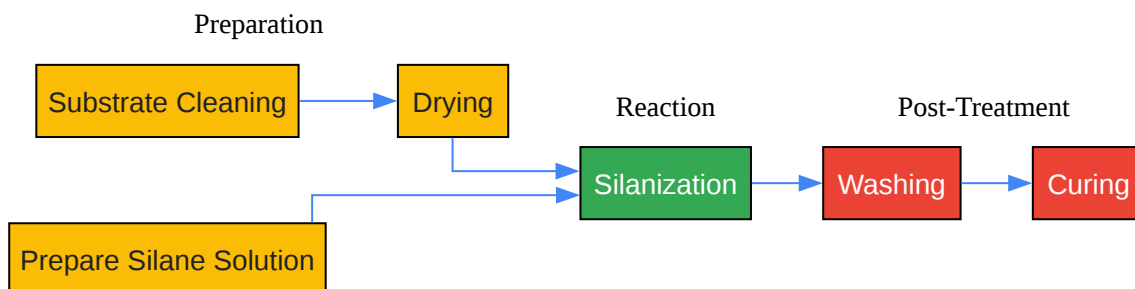 Preparation
Substrate Cleaning
Drying
Prepare Silane Solution
Reaction
Silanization
Post-Treatment
Washing
Curing